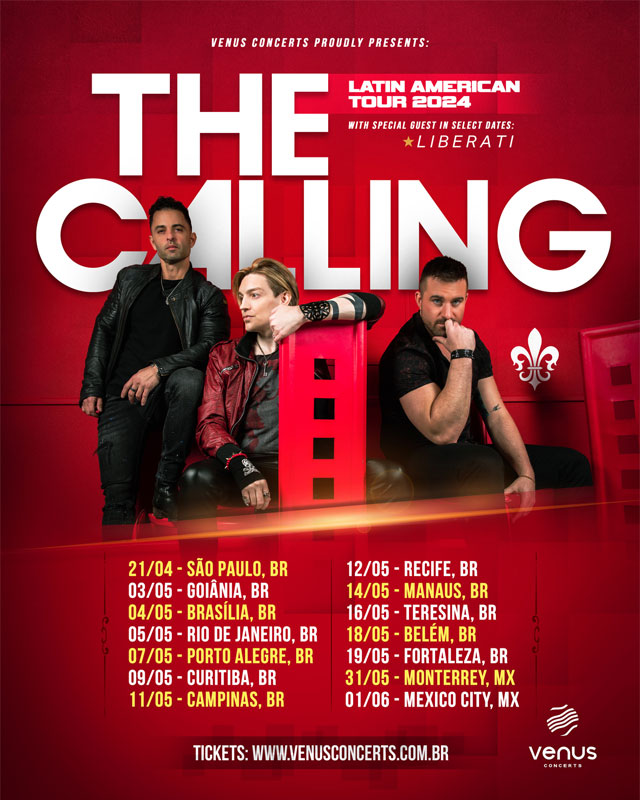 VENUS CONCERTS PROUDLY PRESENTS:
THE
LATIN AMERICAN
TOUR 2024
WITH SPECIAL GUEST IN SELECT DATES:
★LIBERATI
CALLING
21/04 - SÃO PAULO, BR
03/05 - GOIÂNIA, BR
04/05 - BRASÍLIA, BR
05/05 - RIO DE JANEIRO, BR
07/05 - PORTO ALEGRE, BR
09/05 - CURITIBA, BR
11/05 - CAMPINAS, BR
12/05 - RECIFE, BR
14/05 - MANAUS, BR
16/05 - TERESINA, BR
18/05 - BELÉM, BR
19/05 - FORTALEZA, BR
31/05 - MONTERREY, MX
01/06 - MEXICO CITY, MX
TICKETS: WWW.VENUSCONCERTS.COM.BR
venus
CONCERTS